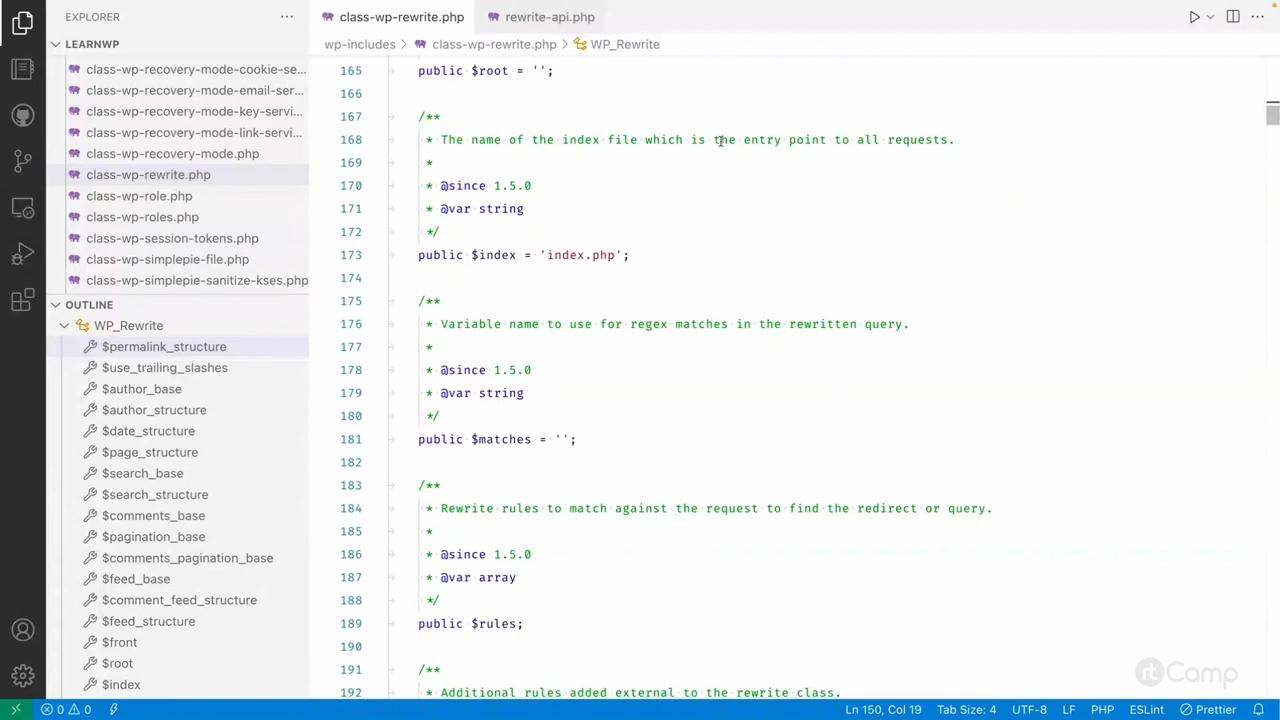 EXPLORER
LEARNWP
class-wp-recovery-mode-cookie-se...
class-wp-recovery-mode-email-ser...
class-wp-recovery-mode-key-servi...
class-wp-recovery-mode-link-servi...
class-wp-recovery-mode.php
class-wp-rewrite.php
class-wp-role.php
class-wp-roles.php
class-wp-session-tokens.php
class-wp-simplepie-file.php
class-wp-simplepie-sanitize-kses.php
OUTLINE
WP_Rewrite
$permalink_structure
$use_trailing_slashes
$author_base
$author_structure
$date_structure
$page_structure
$search_base
$search_structure
$comments_base
$pagination_base
$comments_pagination_base
$feed_base
$comment_feed_structure
$feed_structure
$front
$root
$index
class-wp-rewrite.php rewrite-api.php
wp-includes > class-wp-rewrite.php > WP_Rewrite
165 public $root = '';
166
167 /**
168 * The name of the index file which is the entry point to all requests.
169 *
170 * @since 1.5.0
171 * @var string
172 */
173 public $index = 'index.php';
174
175 /**
176 * Variable name to use for regex matches in the rewritten query.
177 *
178 * @since 1.5.0
179 * @var string
180 */
181 public $matches = '';
182
183 /**
184 * Rewrite rules to match against the request to find the redirect or query.
185 *
186 * @since 1.5.0
187 * @var array
188 */
189 public $rules;
190
191 /**
192 * Additional rules added external to the rewrite class.
rtCamp
0 0 Ln 150, Col 19 Tab Size: 4 UTF-8 LF PHP ESLint Prettier